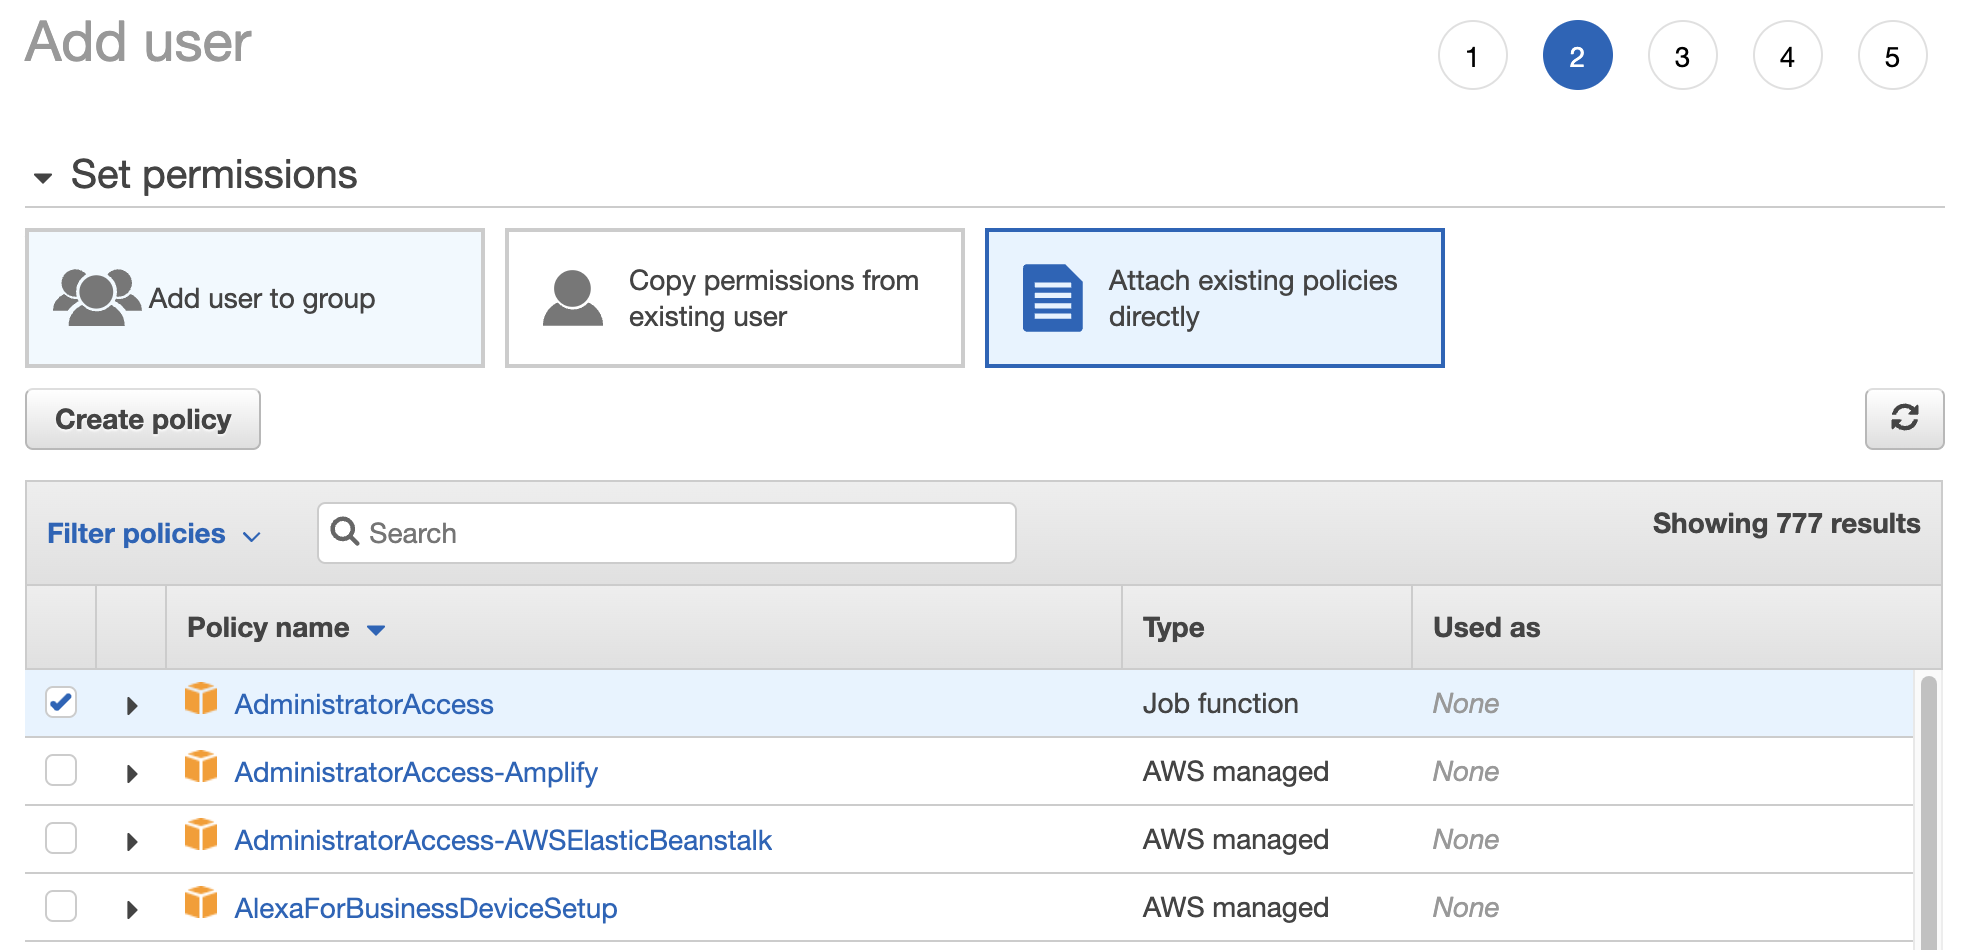 Add user
1 2 3 4 5
Set permissions
Add user to group
Copy permissions from
existing user
Attach existing policies
directly
Create policy
Filter policies
Search
Showing 777 results
Policy name Type Used as
AdministratorAccess Job function None
AdministratorAccess-Amplify AWS managed None
AdministratorAccess-AWSElasticBeanstalk AWS managed None
AlexaForBusinessDeviceSetup AWS managed None